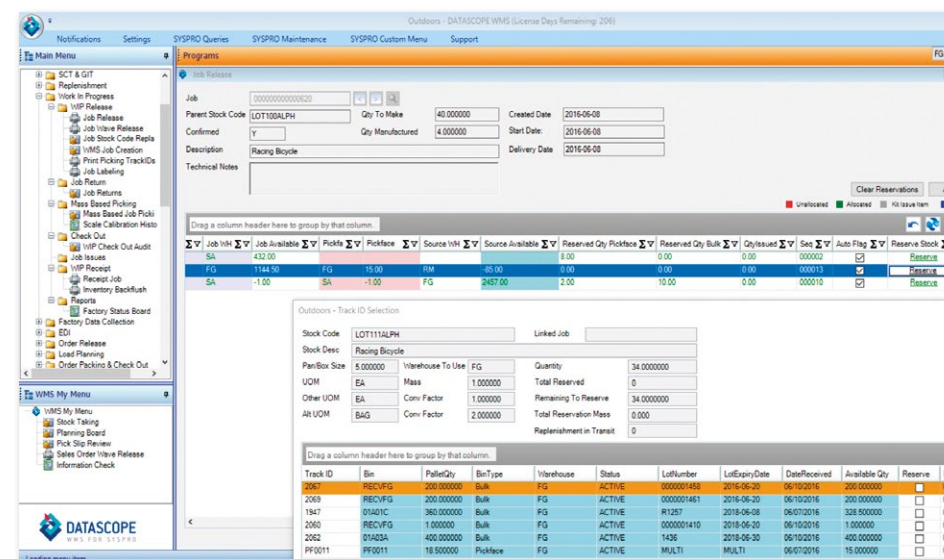 Outdoors - DATASCOPE WMS (License Days Remaining: 206)
Notifications Settings SYSPRO Queries SYSPRO Maintenance SYSPRO Custom Menu Support
Main Menu
Programs
FG
SCT & GIT
Replenishment
Work In Progress
WIP Release
Job Release
Job Wave Release
Job Stock Code Repla
WMS Job Creation
Print Picking TrackIDs
Job Labeling
Job Return
Job Returns
Mass Based Picking
Mass Based Job Picki
Scale Calibration Histo
Check Out
WIP Check Out Audit
Job Issues
WIP Receipt
Receipt Job
Inventory Backflush
Reports
Factory Status Board
Factory Data Collection
EDI
Order Release
Load Planning
Order Packing & Check Out
WMS My Menu
WMS My Menu
Stock Taking
Planning Board
Pick Slip Review
Sales Order Wave Release
Information Check
DATASCOPE
WMS FOR SYSPRO
Loading menu item
Job Release
Job 000000000000620
Parent Stock Code LOT100ALPH Qty To Make 40.000000 Created Date 2016-06-08
Confirmed Y Qty Manufactured 4.000000 Start Date: 2016-06-08
Description Racing Bicycle Delivery Date 2016-06-08
Technical Notes
Clear Reservations
Unallocated Allocated Kit Issue Item
Drag a column header here to group by that column.
Job WH Job Available Pickfa Pickface Source WH Source Available Reserved Qty Pickface Reserved Qty Bulk QtyIssued Seq Auto Flag Reserve Stock
SA 432.00 8.00 0.00 0.00 000002 Reserve
FG 1144.50 FG 15.00 RM -85.00 0.00 0.00 0.00 000013 Reserve
SA -1.00 SA -1.00 FG 2457.00 2.00 10.00 0.00 000010 Reserve
Outdoors - Track ID Selection
Stock Code LOT111ALPH Linked Job
Stock Desc Racing Bicycle
Pan/Box Size 5.000000 Warehouse To Use FG Quantity 34.0000000
UOM EA Mass 1.000000 Total Reserved 0
Other UOM EA Conv Factor 1.000000 Remaining To Reserve 34.0000000
Alt UOM BAG Conv Factor 2.000000 Total Reservation Mass 0.000
Replenishment in Transit 0
Drag a column header here to group by that column.
Track ID Bin PalletQty BinType Warehouse Status LotNumber LotExpiryDate DateReceived Available Qty Reserve
2067 RECVFG 200.000000 Bulk FG ACTIVE 0000001458 2016-06-20 06/10/2016 200.000000
2069 RECVFG 200.000000 Bulk FG ACTIVE 0000001461 2016-06-20 06/10/2016 200.000000
1947 01A01C 360.000000 Bulk FG ACTIVE R1257 2018-06-08 06/07/2016 328.500000
2060 RECVFG 1.000000 Bulk FG ACTIVE 0000001410 2016-06-20 06/10/2016 1.000000
2062 01A03A 400.000000 Bulk FG ACTIVE 1436 2016-06-30 06/10/2016 400.000000
PF0011 PF0011 18.500000 Pickface FG ACTIVE MULTI MULTI 06/07/2016 15.000000